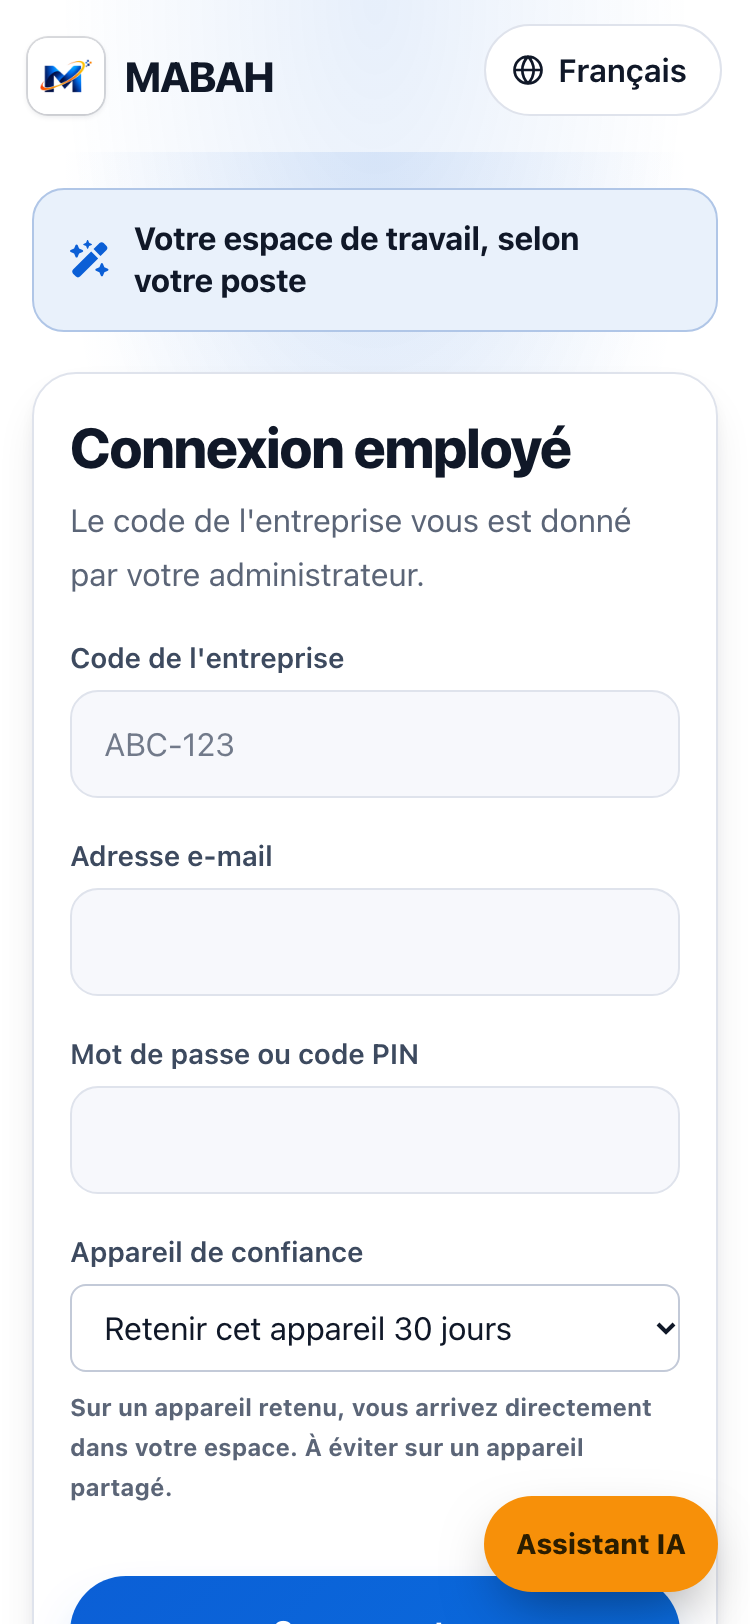 MABAH
Français
Votre espace de travail, selon
votre poste
Connexion employé
Le code de l'entreprise vous est donné
par votre administrateur.
Code de l'entreprise
ABC-123
Adresse e-mail
Mot de passe ou code PIN
Appareil de confiance
Retenir cet appareil 30 jours
Sur un appareil retenu, vous arrivez directement
dans votre espace. À éviter sur un appareil
partagé.
Assistant IA